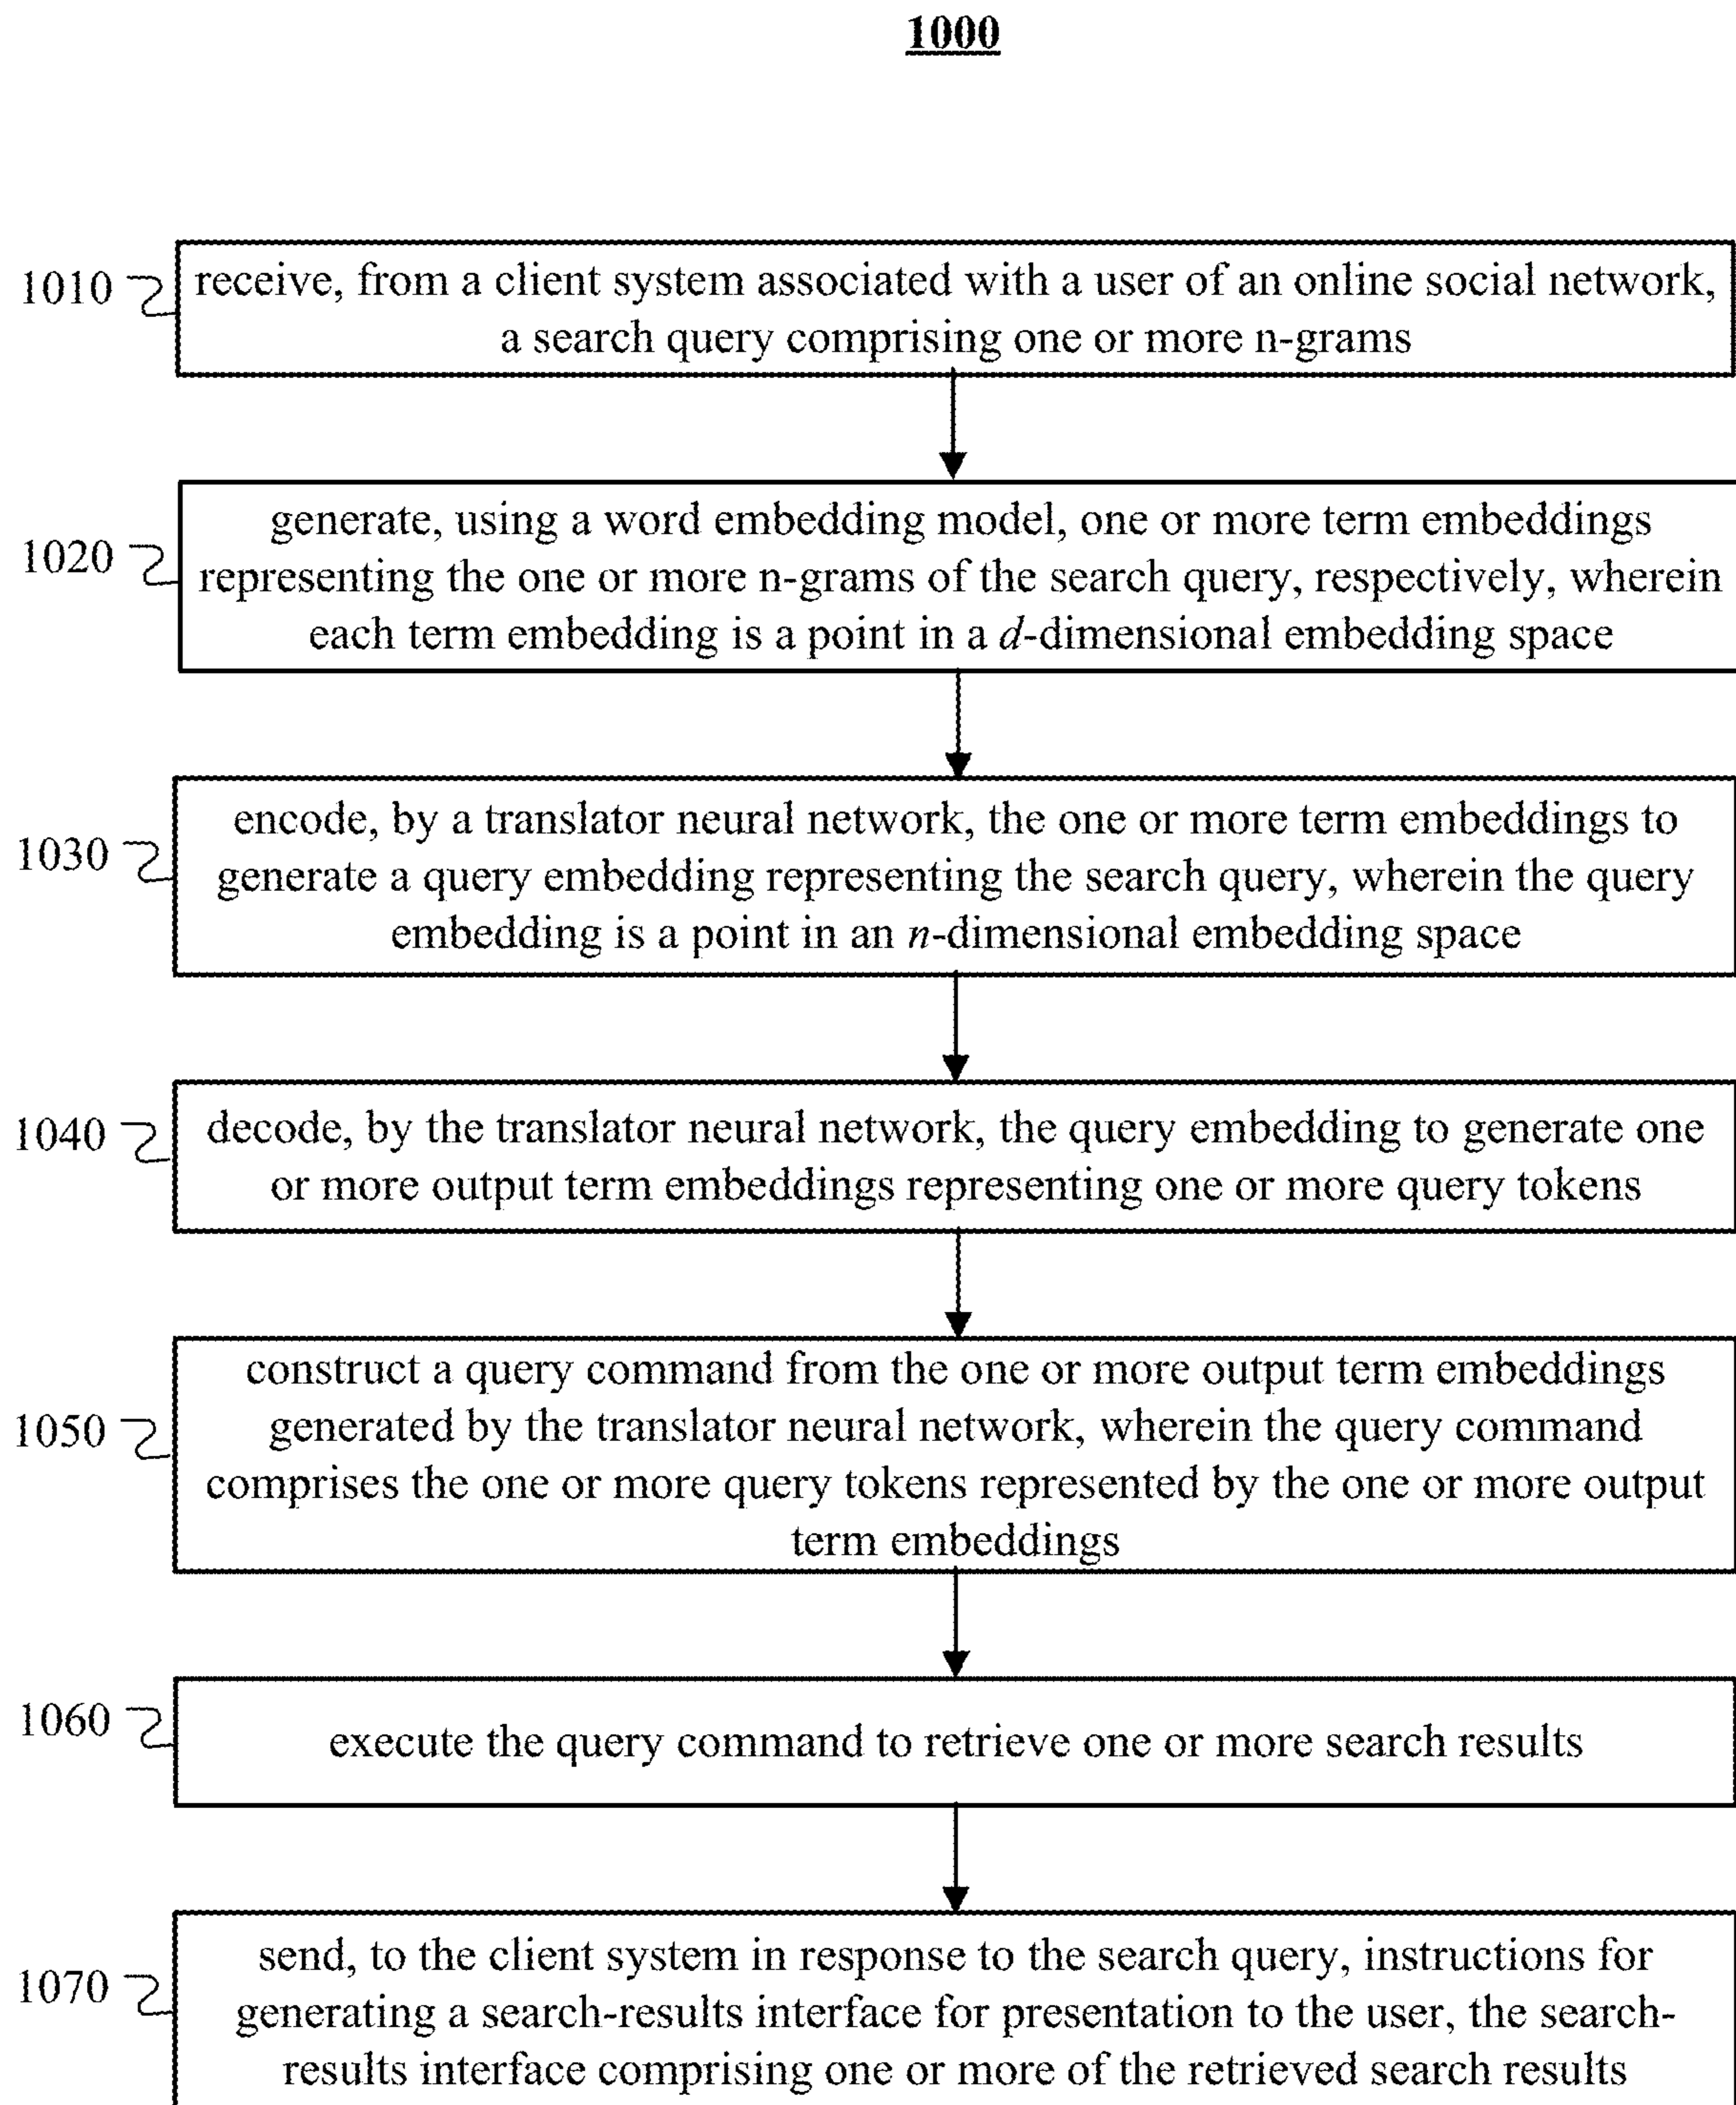 1000
1010
receive, from a client system associated with a user of an online social network,
a search query comprising one or more n-grams
1020
generate, using a word embedding model, one or more term embeddings
representing the one or more n-grams of the search query, respectively, wherein
each term embedding is a point in a d-dimensional embedding space
1030
encode, by a translator neural network, the one or more term embeddings to
generate a query embedding representing the search query, wherein the query
embedding is a point in an n-dimensional embedding space
1040
decode, by the translator neural network, the query embedding to generate one
or more output term embeddings representing one or more query tokens
1050
construct a query command from the one or more output term embeddings
generated by the translator neural network, wherein the query command
comprises the one or more query tokens represented by the one or more output
term embeddings
1060
execute the query command to retrieve one or more search results
1070
send, to the client system in response to the search query, instructions for
generating a search-results interface for presentation to the user, the search-
results interface comprising one or more of the retrieved search results